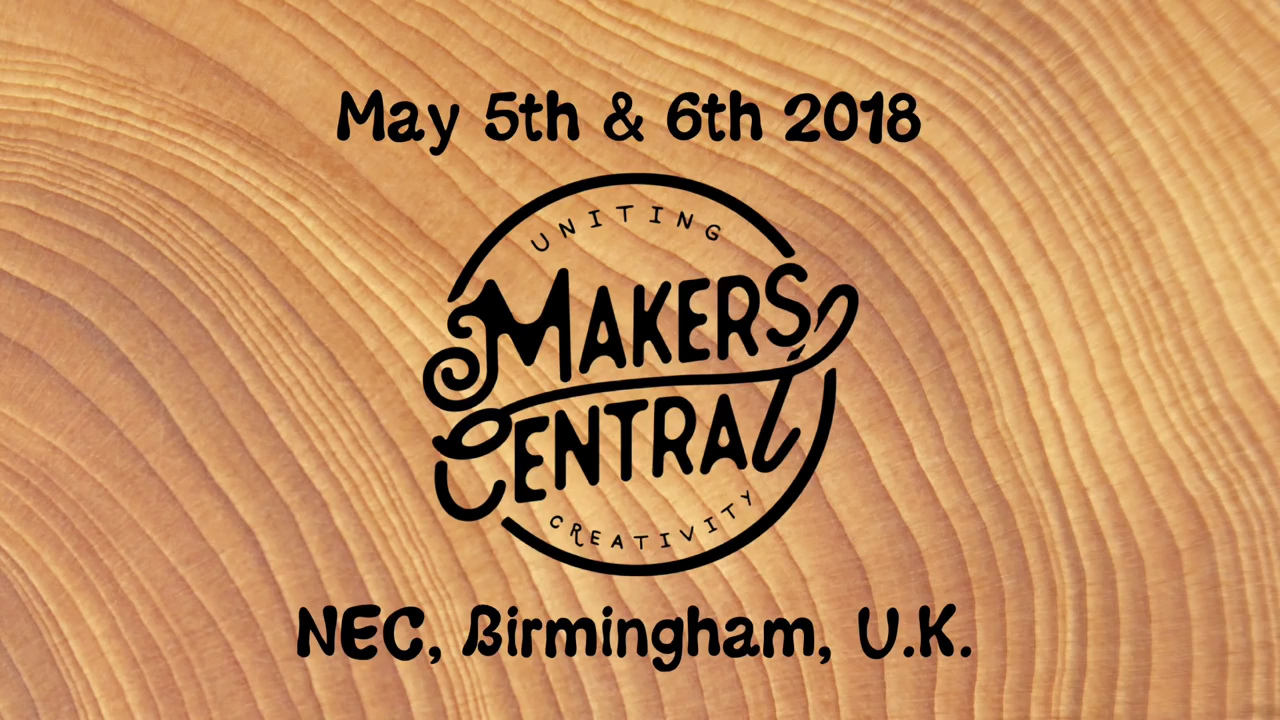 May 5th & 6th 2018
UNITING
MAKERS
CENTRAL
CREATIVITY
NEC, Birmingham, U.K.